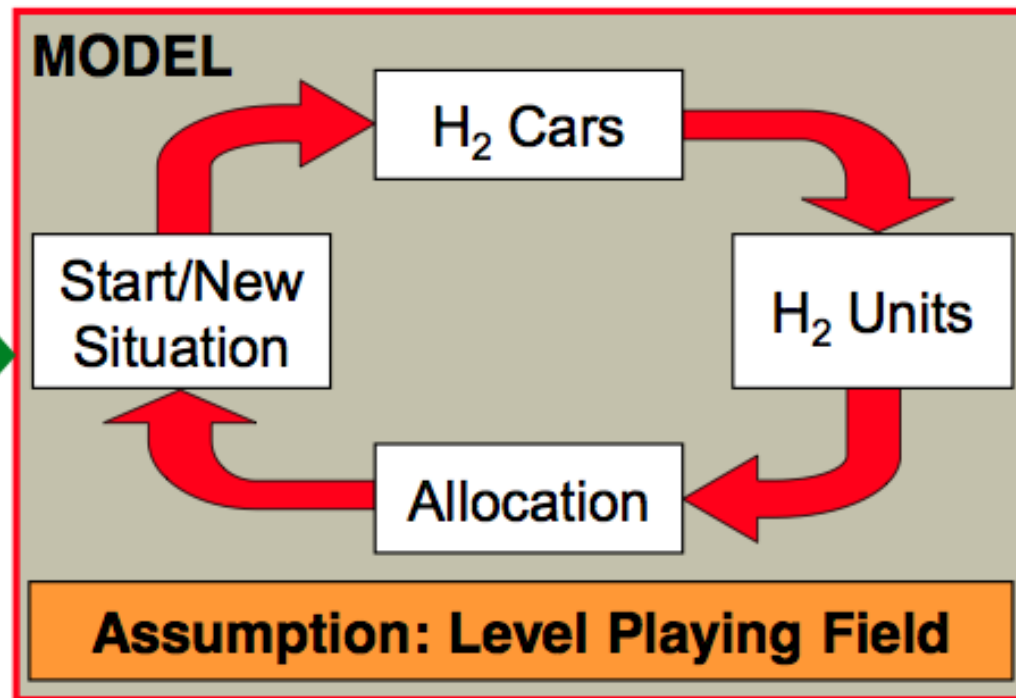 MODEL
H₂ Cars
Start/New
Situation
H₂ Units
Allocation
Assumption: Level Playing Field